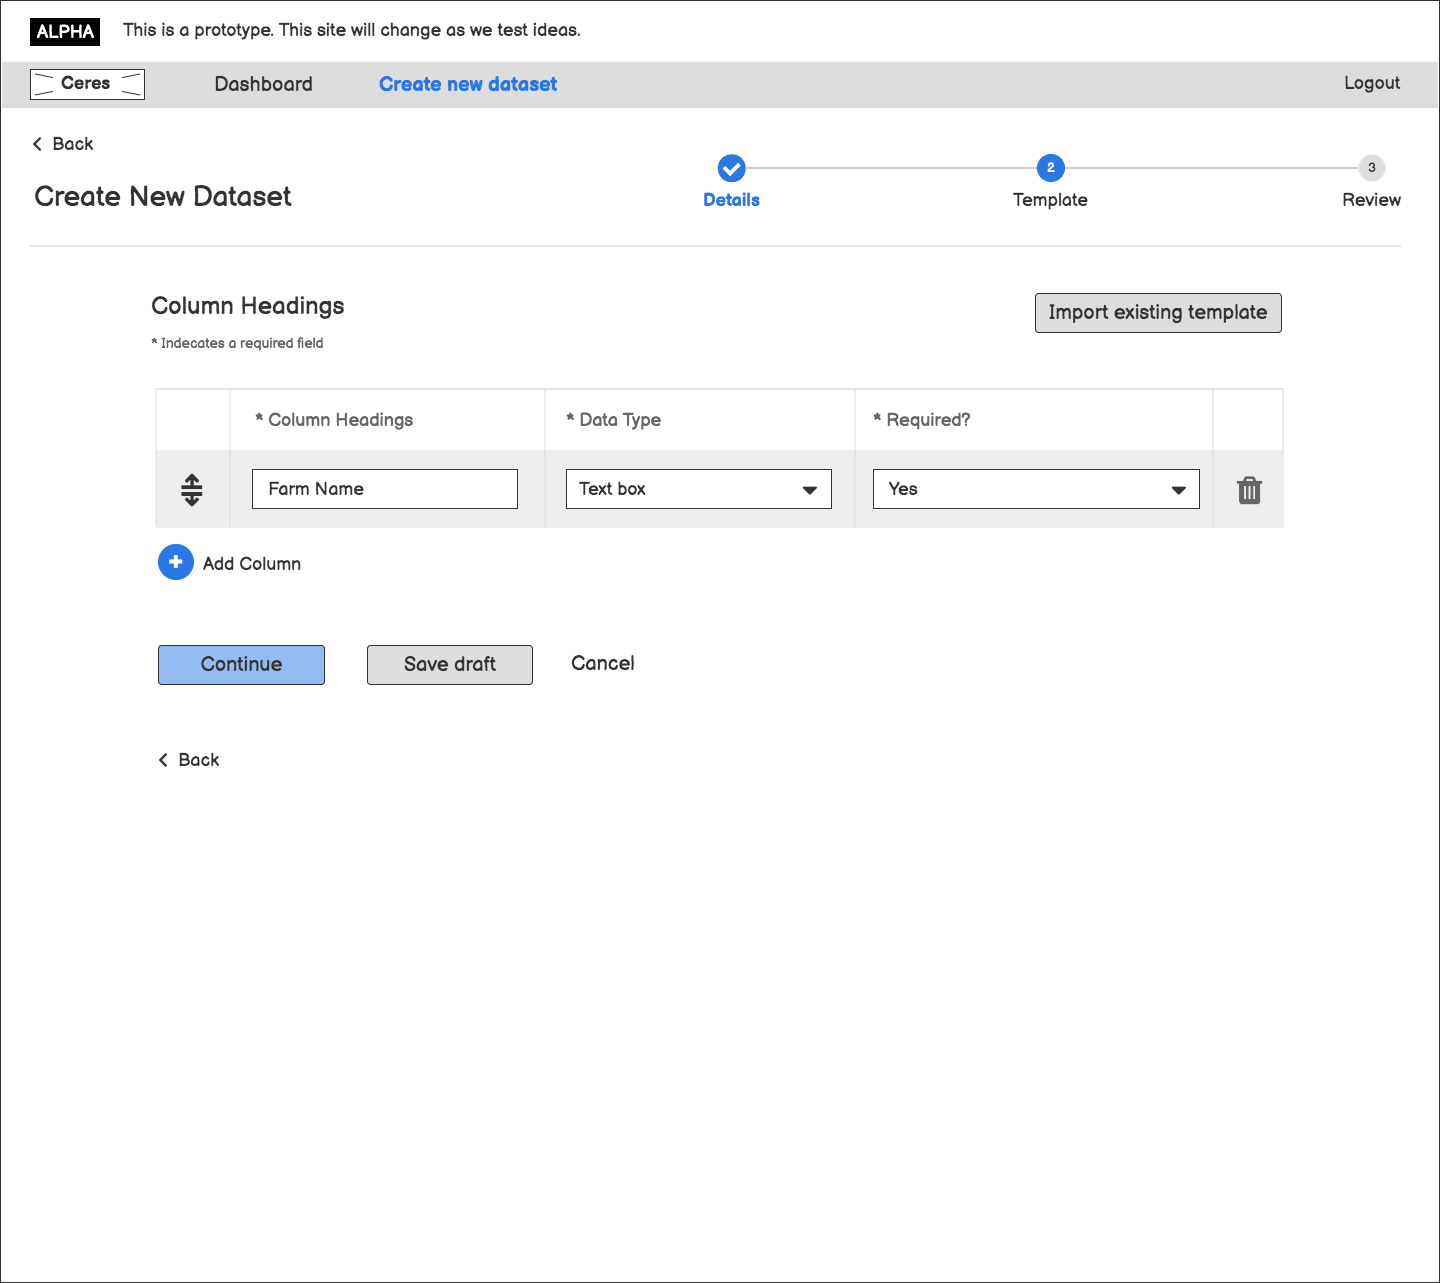 ALPHA This is a prototype. This site will change as we test ideas.
Ceres Dashboard Create new dataset Logout
Back
Create New Dataset
2 3
Details Template Review
Column Headings
Import existing template
* Indecates a required field
* Column Headings * Data Type * Required?
Farm Name Text box Yes
Add Column
Continue Save draft Cancel
Back